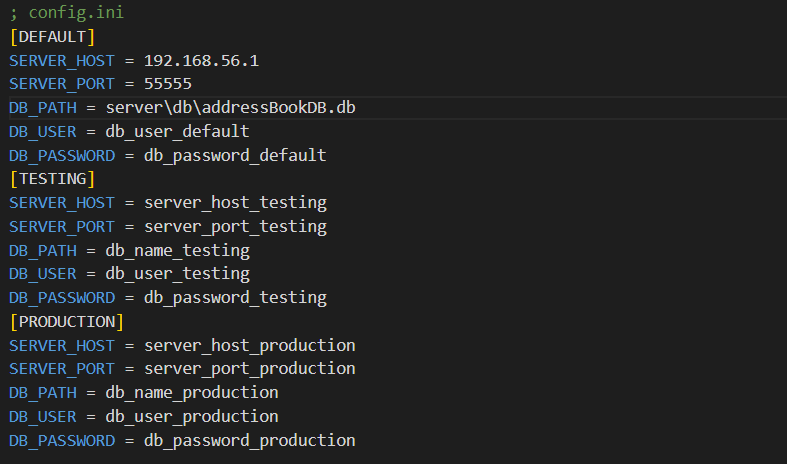 ; config.ini
[DEFAULT]
SERVER_HOST = 192.168.56.1
SERVER_PORT = 55555
DB_PATH = server\db\addressBookDB.db
DB_USER = db_user_default
DB_PASSWORD = db_password_default
[TESTING]
SERVER_HOST = server_host_testing
SERVER_PORT = server_port_testing
DB_PATH = db_name_testing
DB_USER = db_user_testing
DB_PASSWORD = db_password_testing
[PRODUCTION]
SERVER_HOST = server_host_production
SERVER_PORT = server_port_production
DB_PATH = db_name_production
DB_USER = db_user_production
DB_PASSWORD = db_password_production